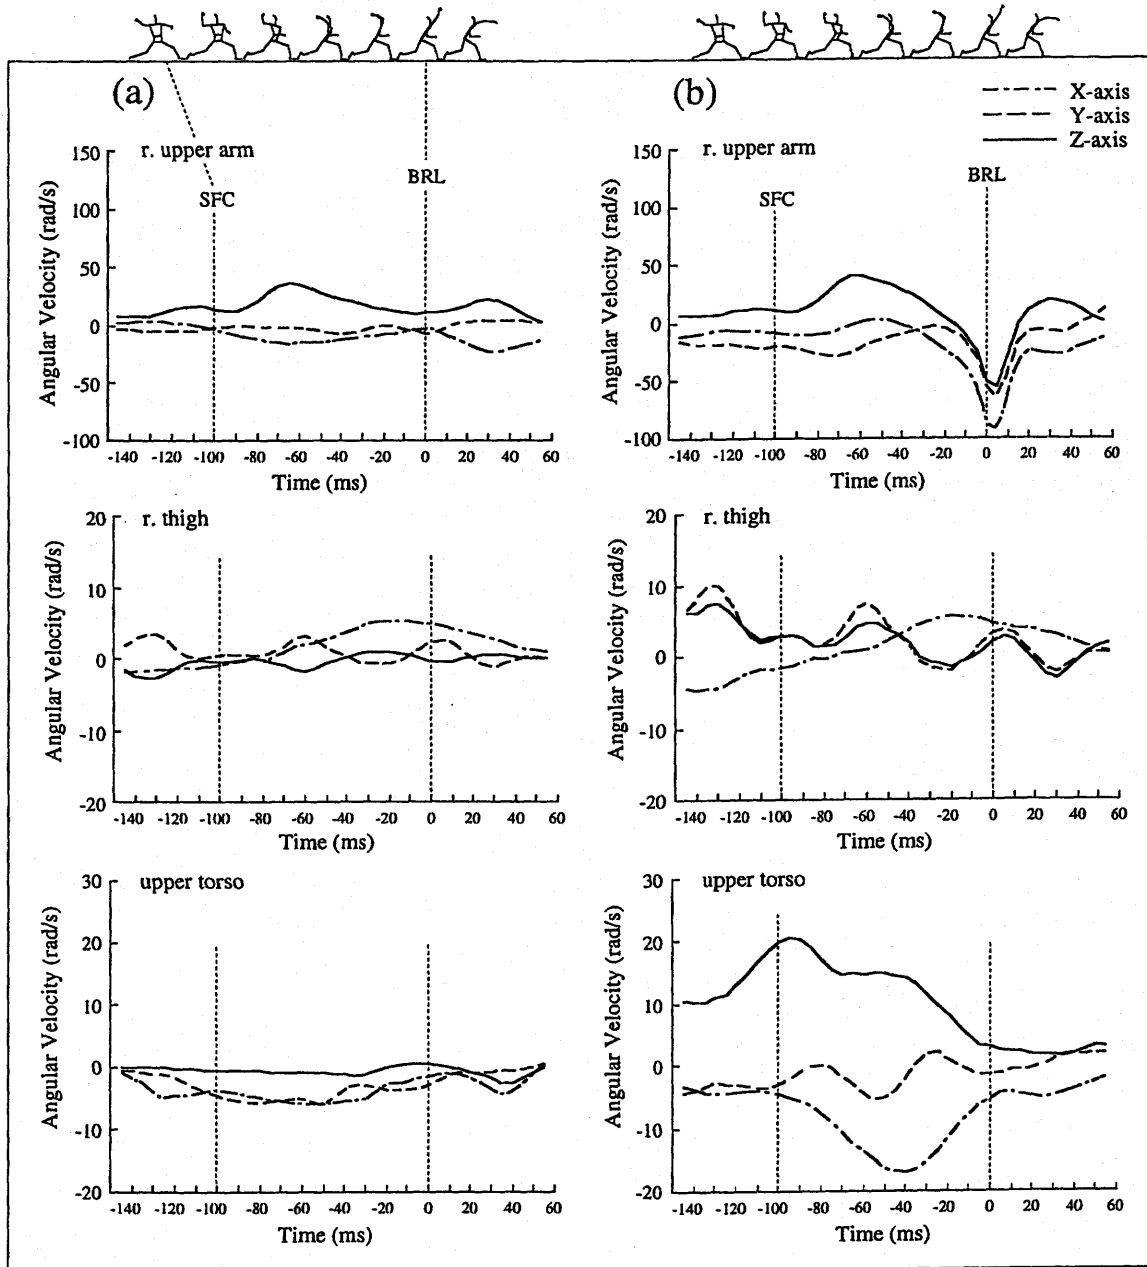 (a)
(b)
X-axis
Y-axis
Z-axis
r. upper arm
SFC
BRL
Angular Velocity (rad/s)
150
100
50
0
-50
-100
-140 -120 -100 -80 -60 -40 -20 0 20 40 60
Time (ms)
r. upper arm
SFC
BRL
Angular Velocity (rad/s)
150
100
50
0
-50
-100
-140 -120 -100 -80 -60 -40 -20 0 20 40 60
Time (ms)
r. thigh
Angular Velocity (rad/s)
20
10
0
-10
-20
-140 -120 -100 -80 -60 -40 -20 0 20 40 60
Time (ms)
r. thigh
Angular Velocity (rad/s)
20
10
0
-10
-20
-140 -120 -100 -80 -60 -40 -20 0 20 40 60
Time (ms)
upper torso
Angular Velocity (rad/s)
30
20
10
0
-10
-20
-140 -120 -100 -80 -60 -40 -20 0 20 40 60
Time (ms)
upper torso
Angular Velocity (rad/s)
30
20
10
0
-10
-20
-140 -120 -100 -80 -60 -40 -20 0 20 40 60
Time (ms)